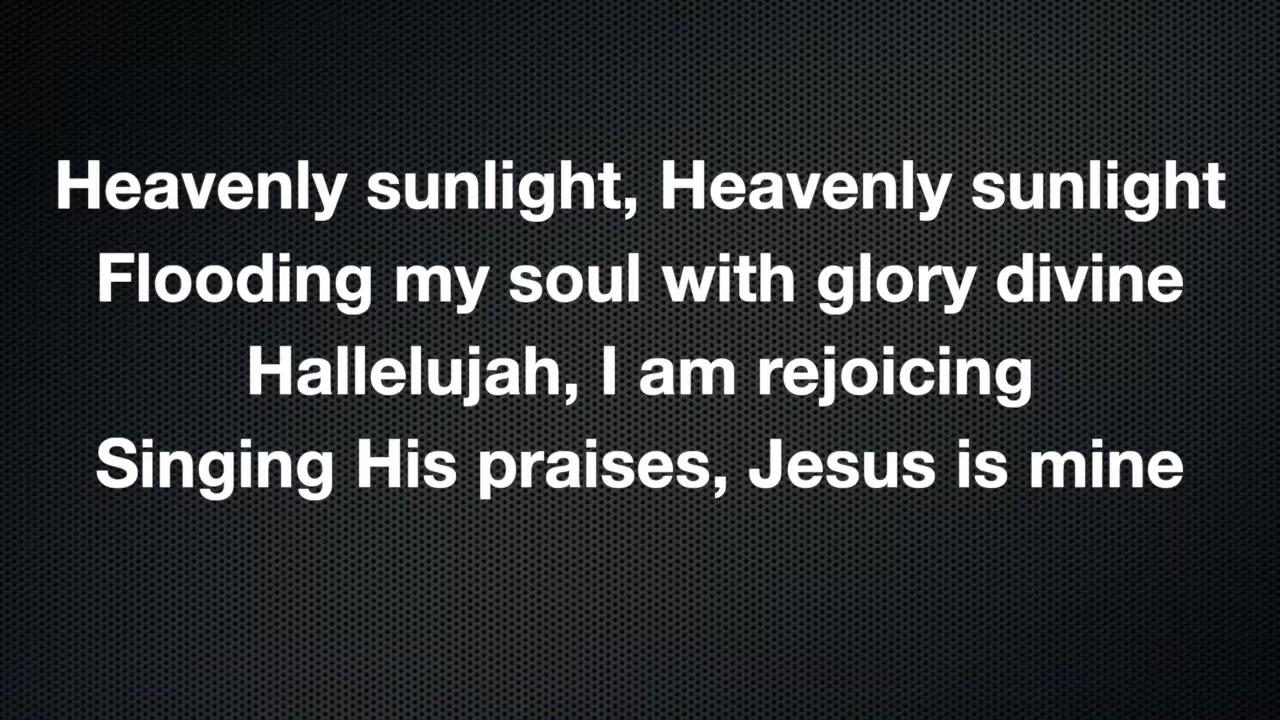 Heavenly sunlight, Heavenly sunlight
Flooding my soul with glory divine
Hallelujah, I am rejoicing
Singing His praises, Jesus is mine